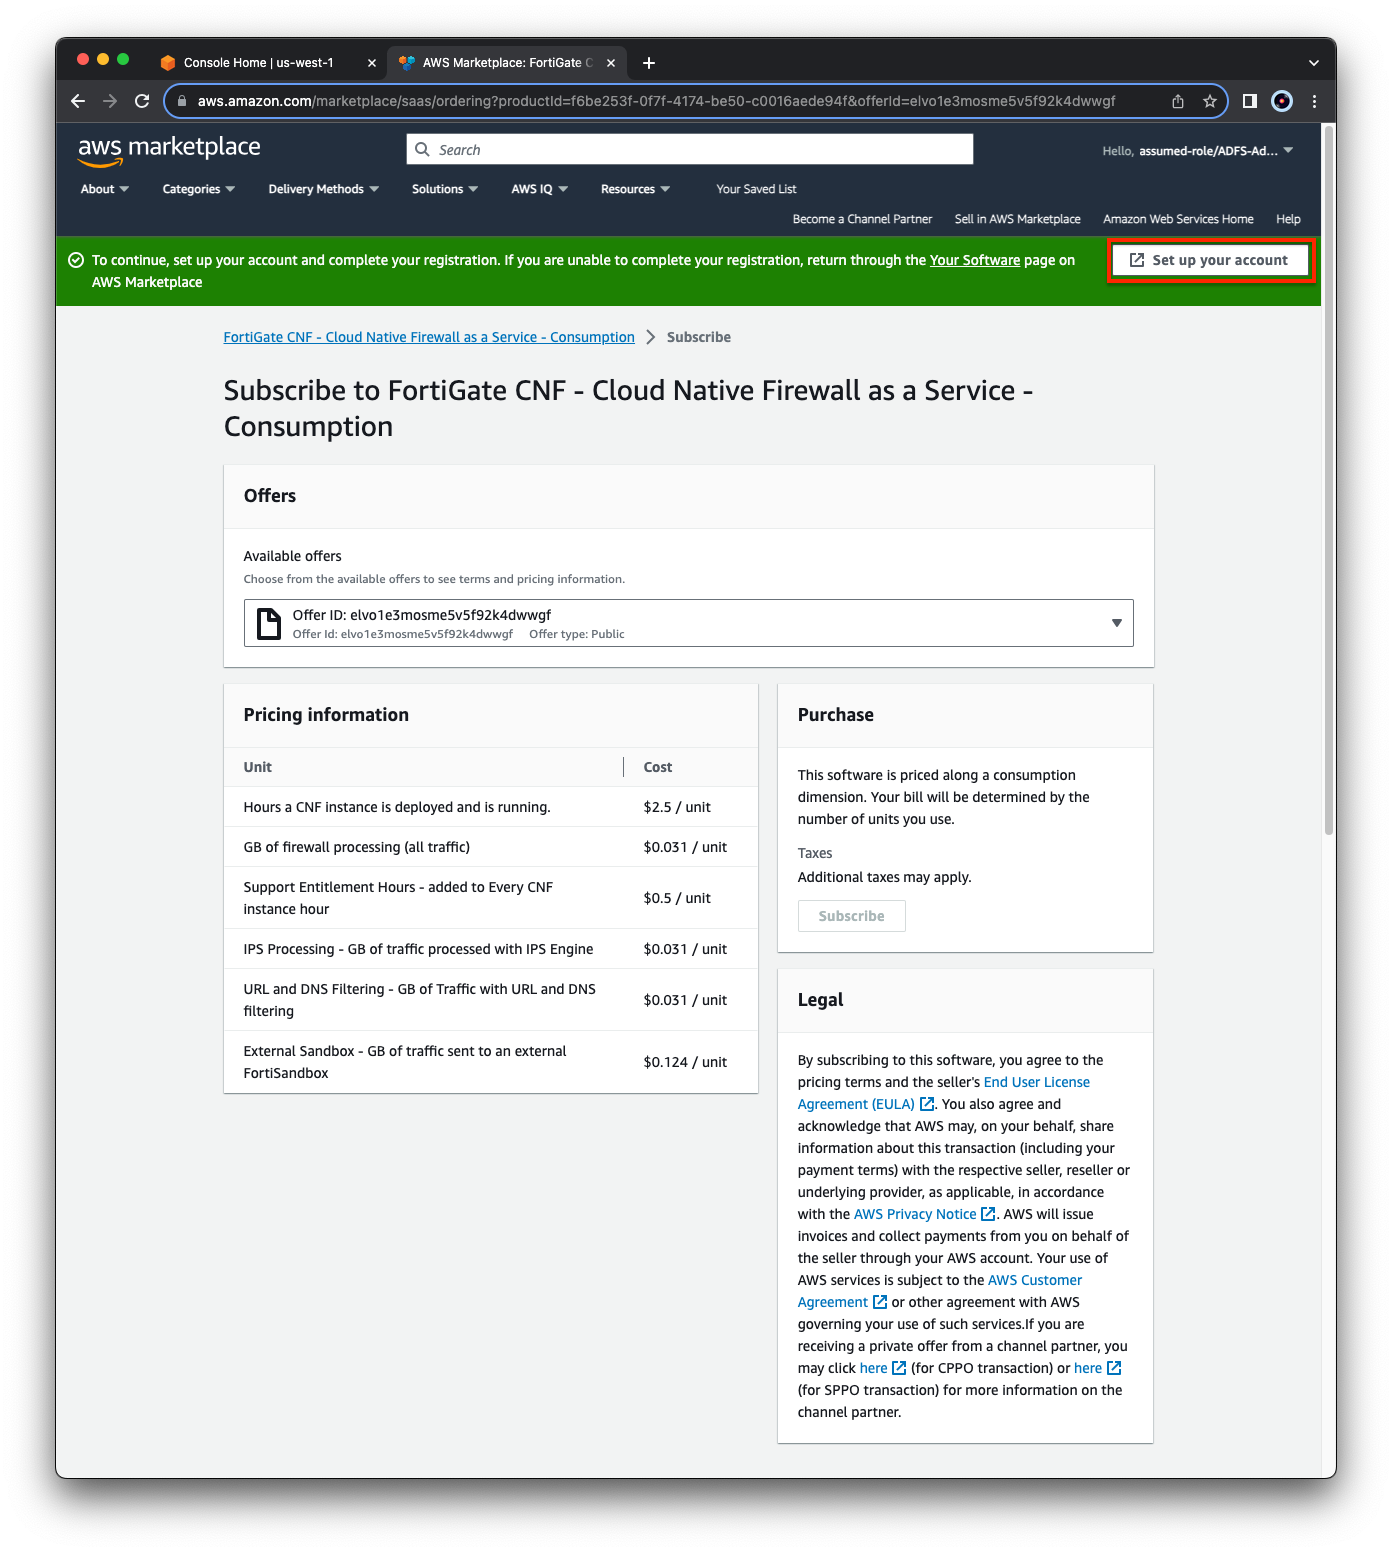 Console Home | us-west-1
AWS Marketplace: FortiGate C
aws.amazon.com/marketplace/saas/ordering?productId=f6be253f-0f7f-4174-be50-c0016aede94f&offerId=elvo1e3mosme5v5f92k4dwwgf
aws marketplace
Search
Hello, assumed-role/ADFS-Ad...
About
Categories
Delivery Methods
Solutions
AWS IQ
Resources
Your Saved List
Become a Channel Partner
Sell in AWS Marketplace
Amazon Web Services Home
Help
To continue, set up your account and complete your registration. If you are unable to complete your registration, return through the Your Software page on
AWS Marketplace
Set up your account
FortiGate CNF - Cloud Native Firewall as a Service - Consumption
Subscribe
Subscribe to FortiGate CNF - Cloud Native Firewall as a Service -
Consumption
Offers
Available offers
Choose from the available offers to see terms and pricing information.
Offer ID: elvo1e3mosme5v5f92k4dwwgf
Offer Id: elvo1e3mosme5v5f92k4dwwgf Offer type: Public
Pricing information
Unit Cost
Hours a CNF instance is deployed and is running. $2.5 / unit
GB of firewall processing (all traffic) $0.031 / unit
Support Entitlement Hours - added to Every CNF
instance hour
$0.5 / unit
IPS Processing - GB of traffic processed with IPS Engine $0.031 / unit
URL and DNS Filtering - GB of Traffic with URL and DNS
filtering
$0.031 / unit
External Sandbox - GB of traffic sent to an external
FortiSandbox
$0.124 / unit
Purchase
This software is priced along a consumption
dimension. Your bill will be determined by the
number of units you use.
Taxes
Additional taxes may apply.
Subscribe
Legal
By subscribing to this software, you agree to the
pricing terms and the seller's End User License
Agreement (EULA). You also agree and
acknowledge that AWS may, on your behalf, share
information about this transaction (including your
payment terms) with the respective seller, reseller or
underlying provider, as applicable, in accordance
with the AWS Privacy Notice. AWS will issue
invoices and collect payments from you on behalf of
the seller through your AWS account. Your use of
AWS services is subject to the AWS Customer
Agreement or other agreement with AWS
governing your use of such services.If you are
receiving a private offer from a channel partner, you
may click here (for CPPO transaction) or here
(for SPPO transaction) for more information on the
channel partner.